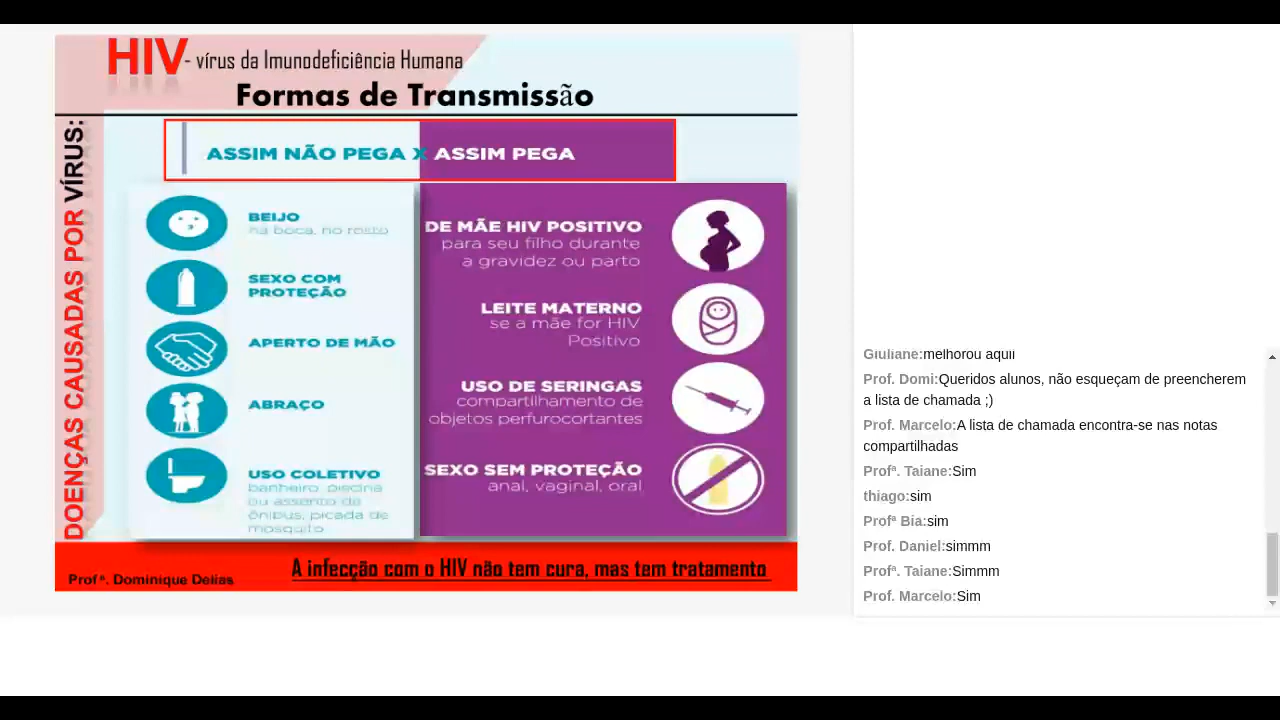 HIV - vírus da Imunodeficiência Humana
Formas de Transmissão
DOENÇAS CAUSADAS POR VÍRUS:
ASSIM NÃO PEGA X ASSIM PEGA
BEIJO
na boca, no rosto
SEXO COM
PROTEÇÃO
APERTO DE MÃO
ABRAÇO
USO COLETIVO
banheiro, piscina
ou assento de
ônibus, picada de
mosquito
DE MÃE HIV POSITIVO
para seu filho durante
a gravidez ou parto
LEITE MATERNO
se a mãe for HIV
Positivo
USO DE SERINGAS
compartilhamento de
objetos perfurocortantes
SEXO SEM PROTEÇÃO
anal, vaginal, oral
Profª. Dominique Delias
A infecção com o HIV não tem cura, mas tem tratamento
Giuliane:melhorou aquii
Prof. Domi:Queridos alunos, não esqueçam de preencherem
a lista de chamada ;)
Prof. Marcelo:A lista de chamada encontra-se nas notas
compartilhadas
Profª. Taiane:Sim
thiago:sim
Profª Bia:sim
Prof. Daniel:simmm
Profª. Taiane:Simmm
Prof. Marcelo:Sim